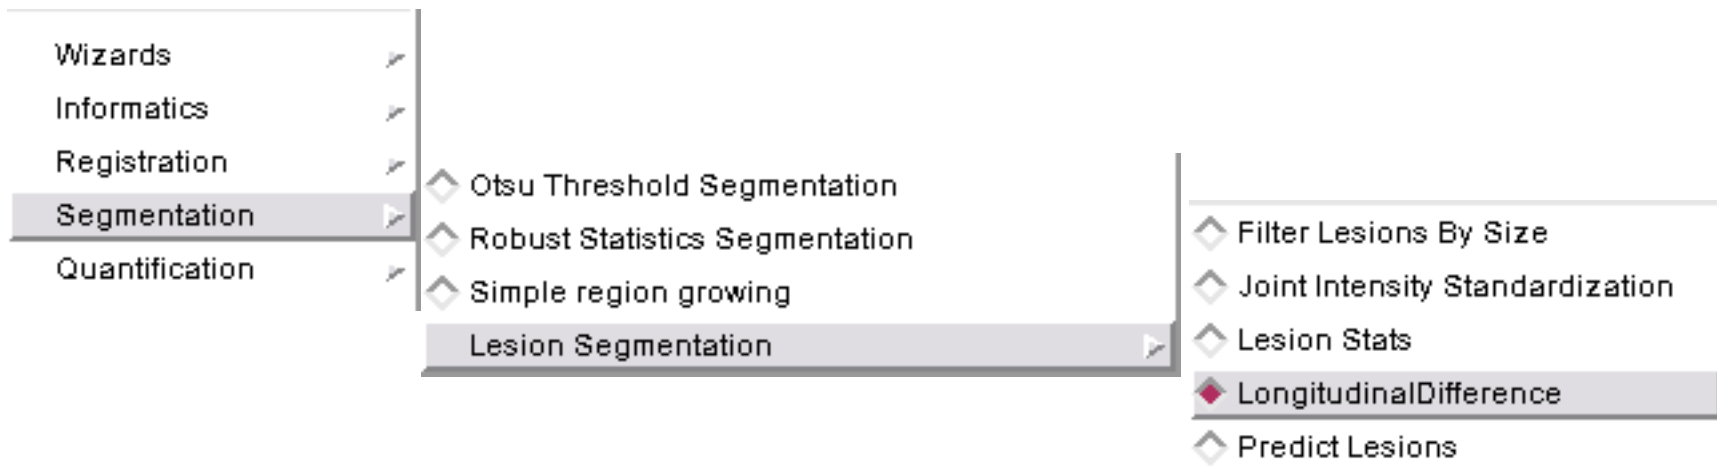 Wizards
Informatics
Registration
Segmentation
Quantification
Otsu Threshold Segmentation
Robust Statistics Segmentation
Simple region growing
Lesion Segmentation
Filter Lesions By Size
Joint Intensity Standardization
Lesion Stats
LongitudinalDifference
Predict Lesions